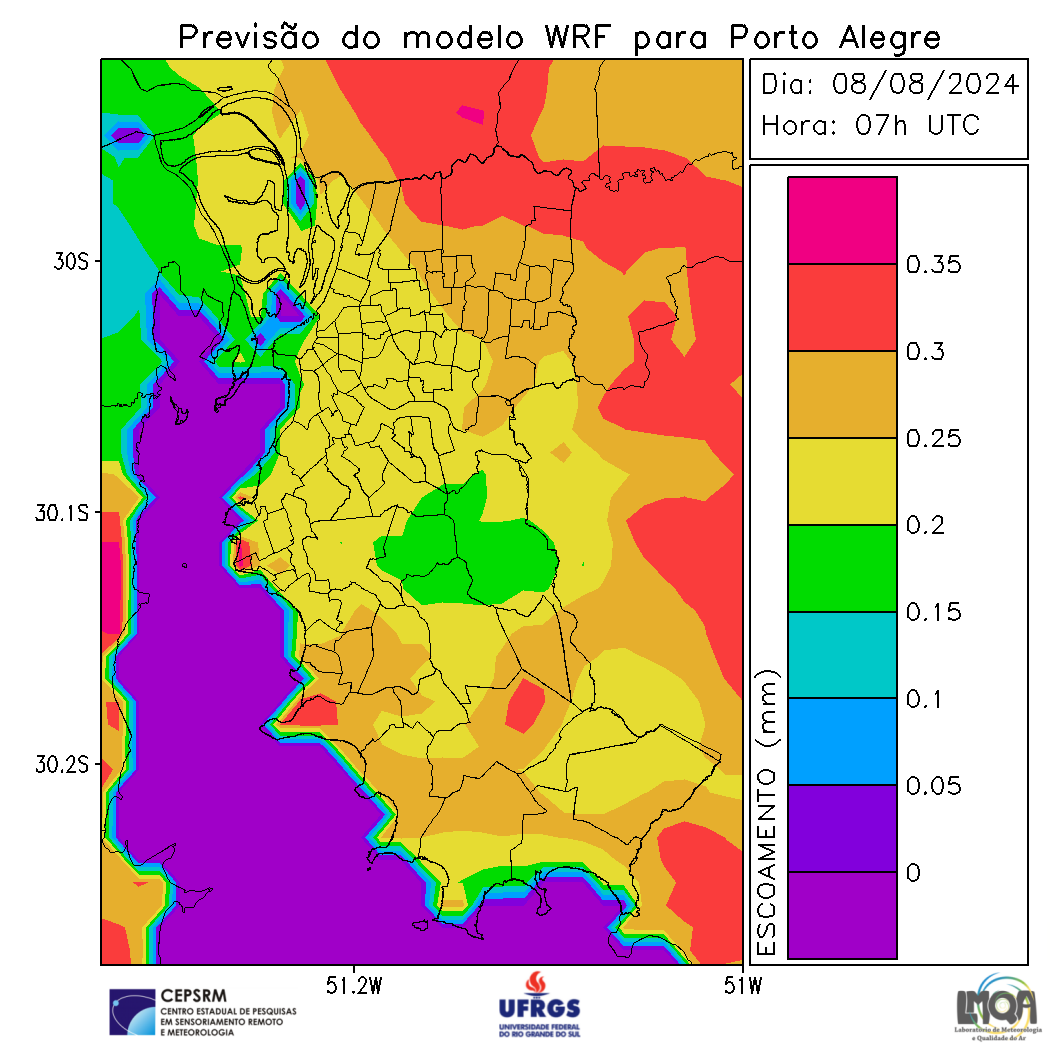 Previsão do modelo WRF para Porto Alegre
Dia: 08/08/2024
Hora: 07h UTC
30S
30.1S
30.2S
51.2W
51W
ESCOAMENTO (mm)
0.35
0.3
0.25
0.2
0.15
0.1
0.05
0
CEPSRM
CENTRO ESTADUAL DE PESQUISAS
EM SENSORIAMENTO REMOTO
E METEOROLOGIA
UFRGS
UNIVERSIDADE FEDERAL
DO RIO GRANDE DO SUL
LMQA
Laboratório de Meteorologia
e Qualidade do Ar